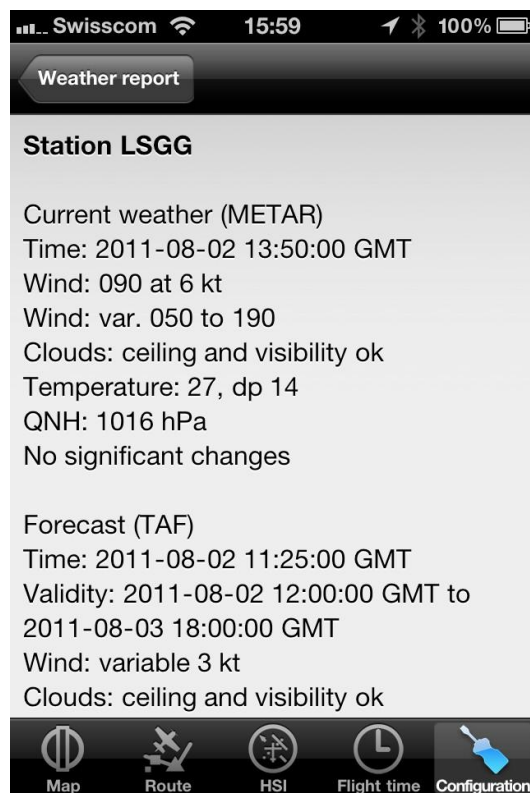 Swisscom 15:59 100%
Weather report
Station LSGG
Current weather (METAR)
Time: 2011-08-02 13:50:00 GMT
Wind: 090 at 6 kt
Wind: var. 050 to 190
Clouds: ceiling and visibility ok
Temperature: 27, dp 14
QNH: 1016 hPa
No significant changes
Forecast (TAF)
Time: 2011-08-02 11:25:00 GMT
Validity: 2011-08-02 12:00:00 GMT to
2011-08-03 18:00:00 GMT
Wind: variable 3 kt
Clouds: ceiling and visibility ok
Map Route HSI Flight time Configuration